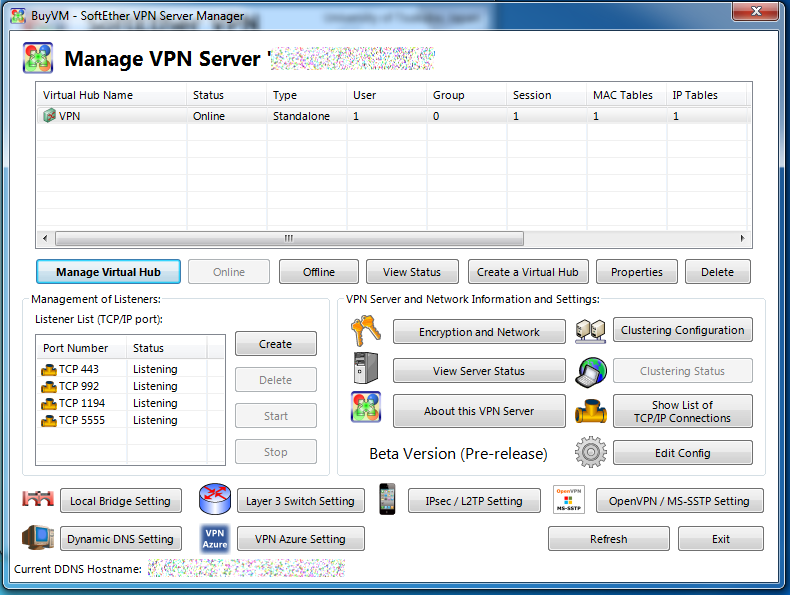 BuyVM - SoftEther VPN Server Manager
Manage VPN Server '
Virtual Hub Name Status Type User Group Session MAC Tables IP Tables
VPN Online Standalone 1 0 1 1 1
Manage Virtual Hub Online Offline View Status Create a Virtual Hub Properties Delete
Management of Listeners:
Listener List (TCP/IP port):
Port Number Status
TCP 443 Listening
TCP 992 Listening
TCP 1194 Listening
TCP 5555 Listening
Create
Delete
Start
Stop
VPN Server and Network Information and Settings:
Encryption and Network Clustering Configuration
View Server Status Clustering Status
About this VPN Server Show List of
TCP/IP Connections
Beta Version (Pre-release) Edit Config
Local Bridge Setting Layer 3 Switch Setting IPsec / L2TP Setting OpenVPN MS-SSTP OpenVPN / MS-SSTP Setting
Dynamic DNS Setting VPN Azure VPN Azure Setting Refresh Exit
Current DDNS Hostname: